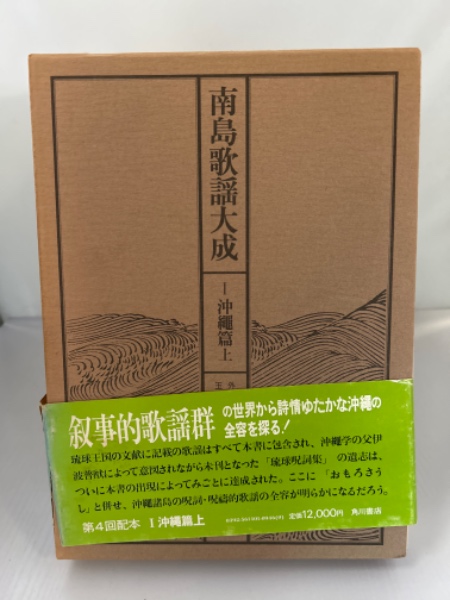 南島歌謡大成
I 沖縄篇上
叙事的歌謡群
の世界から詩情ゆたかな沖縄の
全容を探る!
琉球王国の文献に記載の歌謡はすべて本書に包含され、沖縄学の父伊
波普猷によって意図されながら未刊となった「琉球呪詞集」の遺志は、
ついに本書の出現によってみごとに達成された。ここに「おもろさう
し」と併せ、沖縄諸島の呪詞・呪禱的歌謡の全容が明らかになるだろう。
第4回配本 I 沖縄篇上
定価12,000円 角川書店